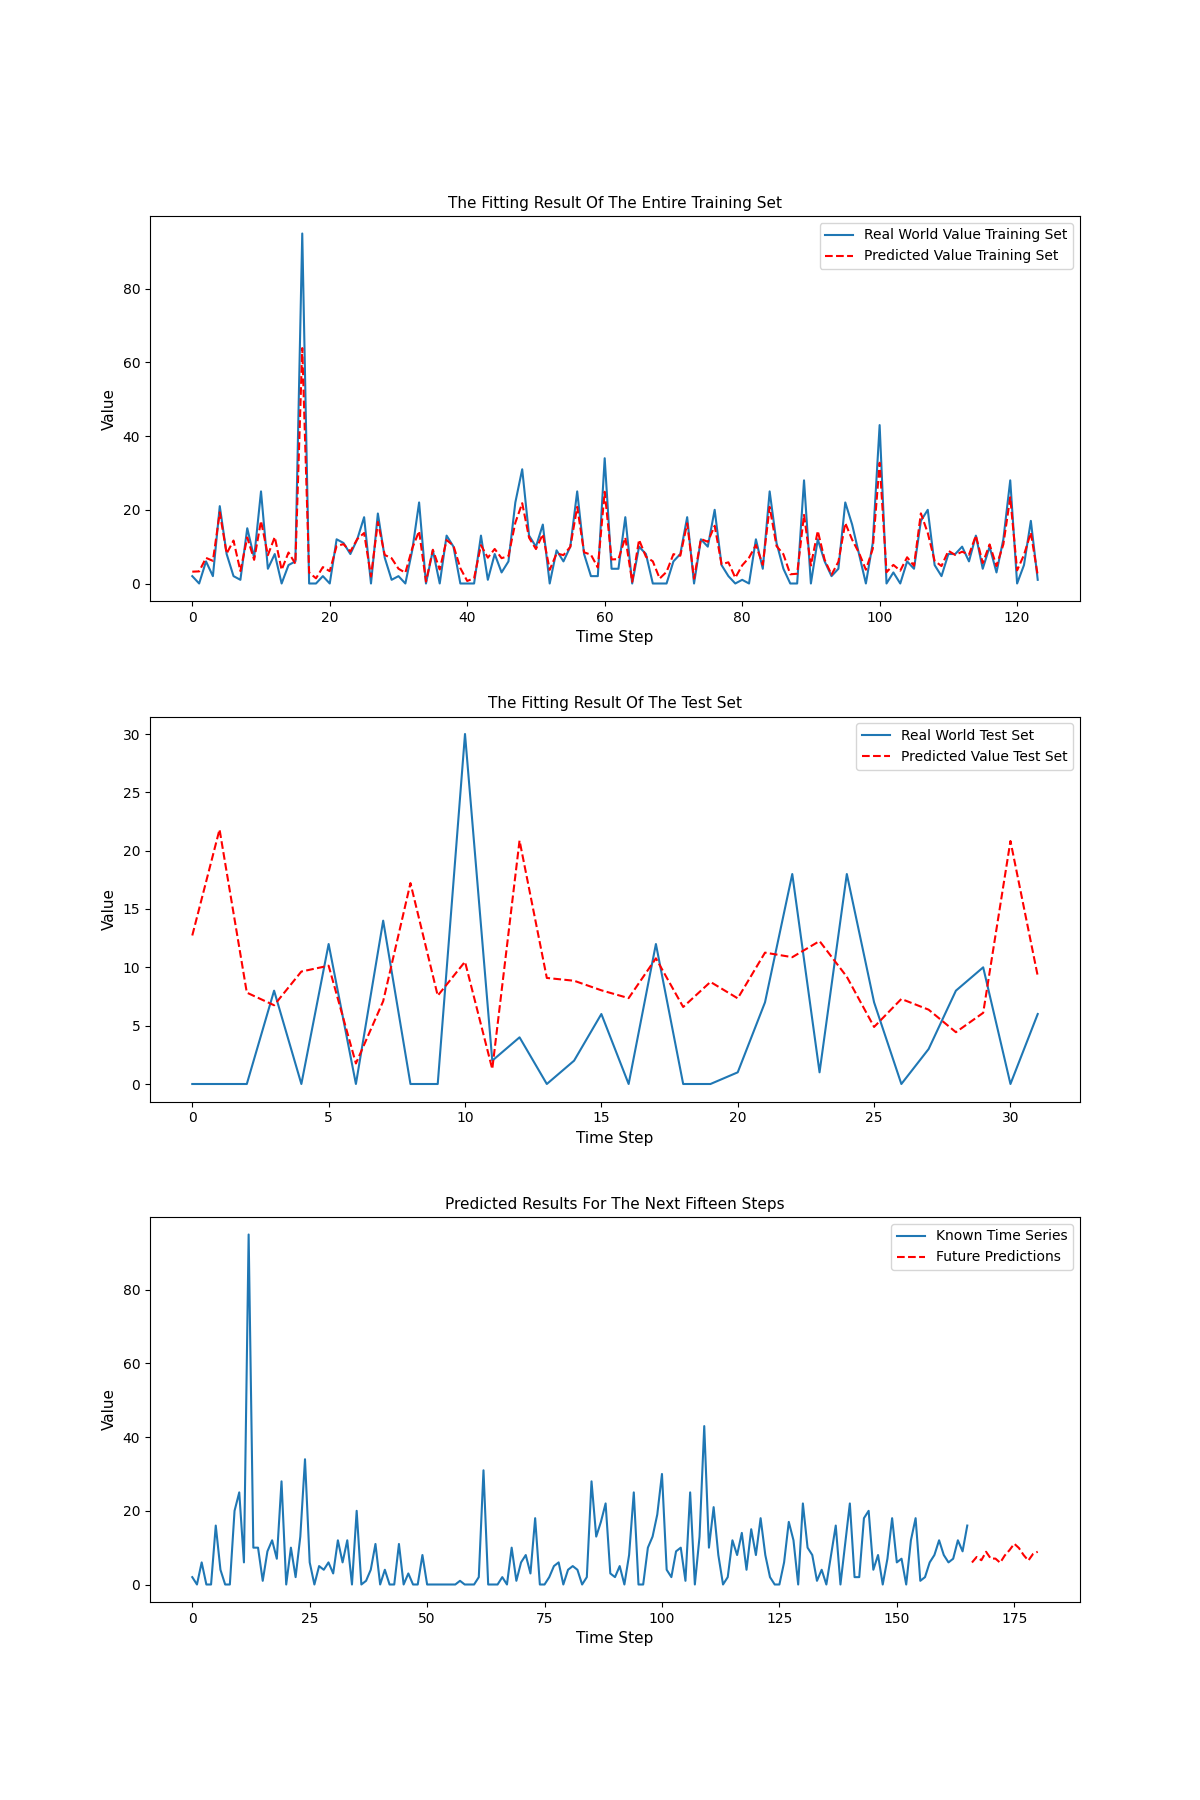 The Fitting Result Of The Entire Training Set
Real World Value Training Set
Predicted Value Training Set
80
60
40
20
0
Value
0 20 40 60 80 100 120
Time Step
The Fitting Result Of The Test Set
Real World Test Set
Predicted Value Test Set
30
25
20
15
10
5
0
Value
0 5 10 15 20 25 30
Time Step
Predicted Results For The Next Fifteen Steps
Known Time Series
Future Predictions
80
60
40
20
0
Value
0 25 50 75 100 125 150 175
Time Step